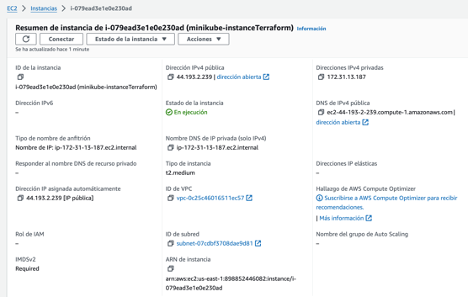 EC2 > Instancias > i-079ead3e1e0e230ad
Resumen de instancia de i-079ead3e1e0e230ad (minikube-instanceTerraform) Información
Conectar Estado de la instancia Acciones
Se ha actualizado hace 1 minute
ID de la instancia
i-079ead3e1e0e230ad (minikube-instanceTerraform)
Dirección IPv4 pública
44.193.2.239 | dirección abierta
Direcciones IPv4 privadas
172.31.13.187
Dirección IPv6
–
Estado de la instancia
En ejecución
DNS de IPv4 pública
ec2-44-193-2-239.compute-1.amazonaws.com |
dirección abierta
Tipo de nombre de anfitrión
Nombre de IP: ip-172-31-13-187.ec2.internal
Nombre DNS de IP privada (solo IPv4)
ip-172-31-13-187.ec2.internal
Responder al nombre DNS de recurso privado
–
Tipo de instancia
t2.medium
Direcciones IP elásticas
–
Dirección IP asignada automáticamente
44.193.2.239 [IP pública]
ID de VPC
vpc-0c25c46016511ec57
Hallazgo de AWS Compute Optimizer
Suscribirse a AWS Compute Optimizer para recibir
recomendaciones.
| Más información
Rol de IAM
–
ID de subred
subnet-07cdbf3708dae9d81
Nombre del grupo de Auto Scaling
–
IMDSv2
Required
ARN de instancia
arn:aws:ec2:us-east-1:898852446082:instance/i-
079ead3e1e0e230ad